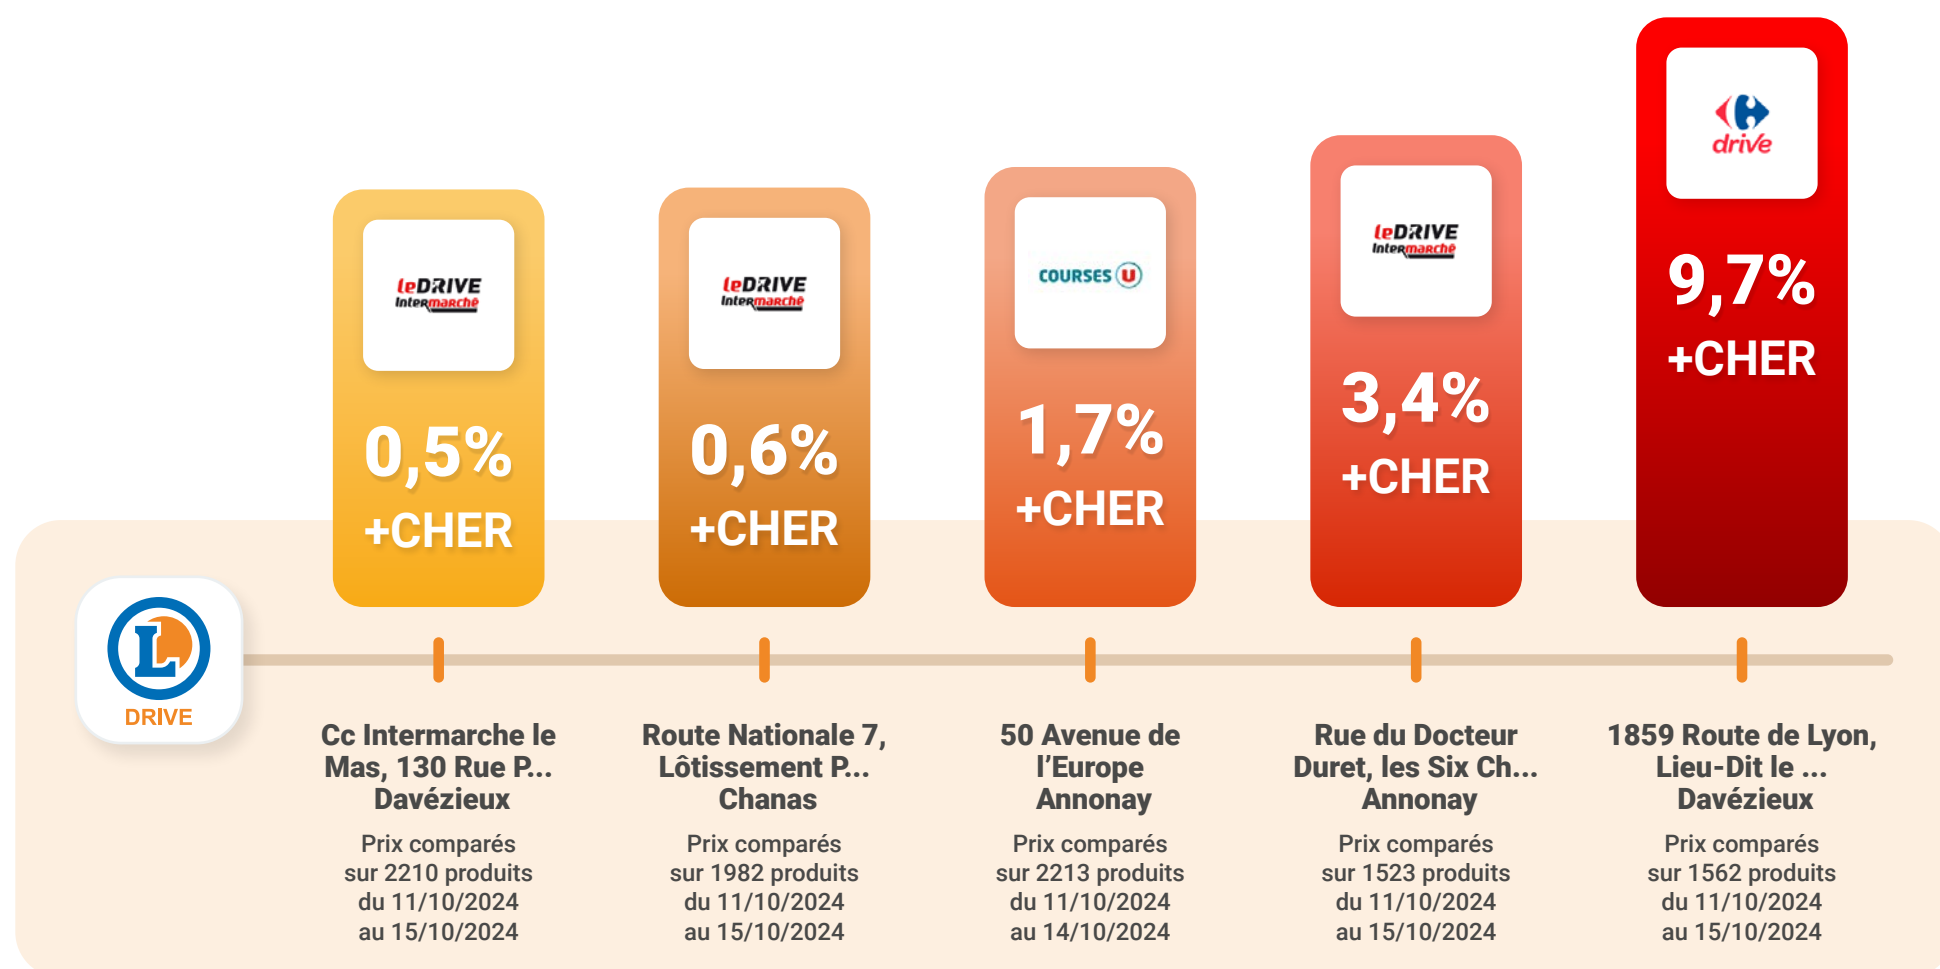 leDRIVE
Intermarché
0,5%
+CHER
leDRIVE
Intermarché
0,6%
+CHER
COURSES U
1,7%
+CHER
leDRIVE
Intermarché
3,4%
+CHER
drive
9,7%
+CHER
L
DRIVE
Cc Intermarche le
Mas, 130 Rue P...
Davézieux
Prix comparés
sur 2210 produits
du 11/10/2024
au 15/10/2024
Route Nationale 7,
Lôtissement P...
Chanas
Prix comparés
sur 1982 produits
du 11/10/2024
au 15/10/2024
50 Avenue de
l’Europe
Annonay
Prix comparés
sur 2213 produits
du 11/10/2024
au 14/10/2024
Rue du Docteur
Duret, les Six Ch...
Annonay
Prix comparés
sur 1523 produits
du 11/10/2024
au 15/10/2024
1859 Route de Lyon,
Lieu-Dit le ...
Davézieux
Prix comparés
sur 1562 produits
du 11/10/2024
au 15/10/2024